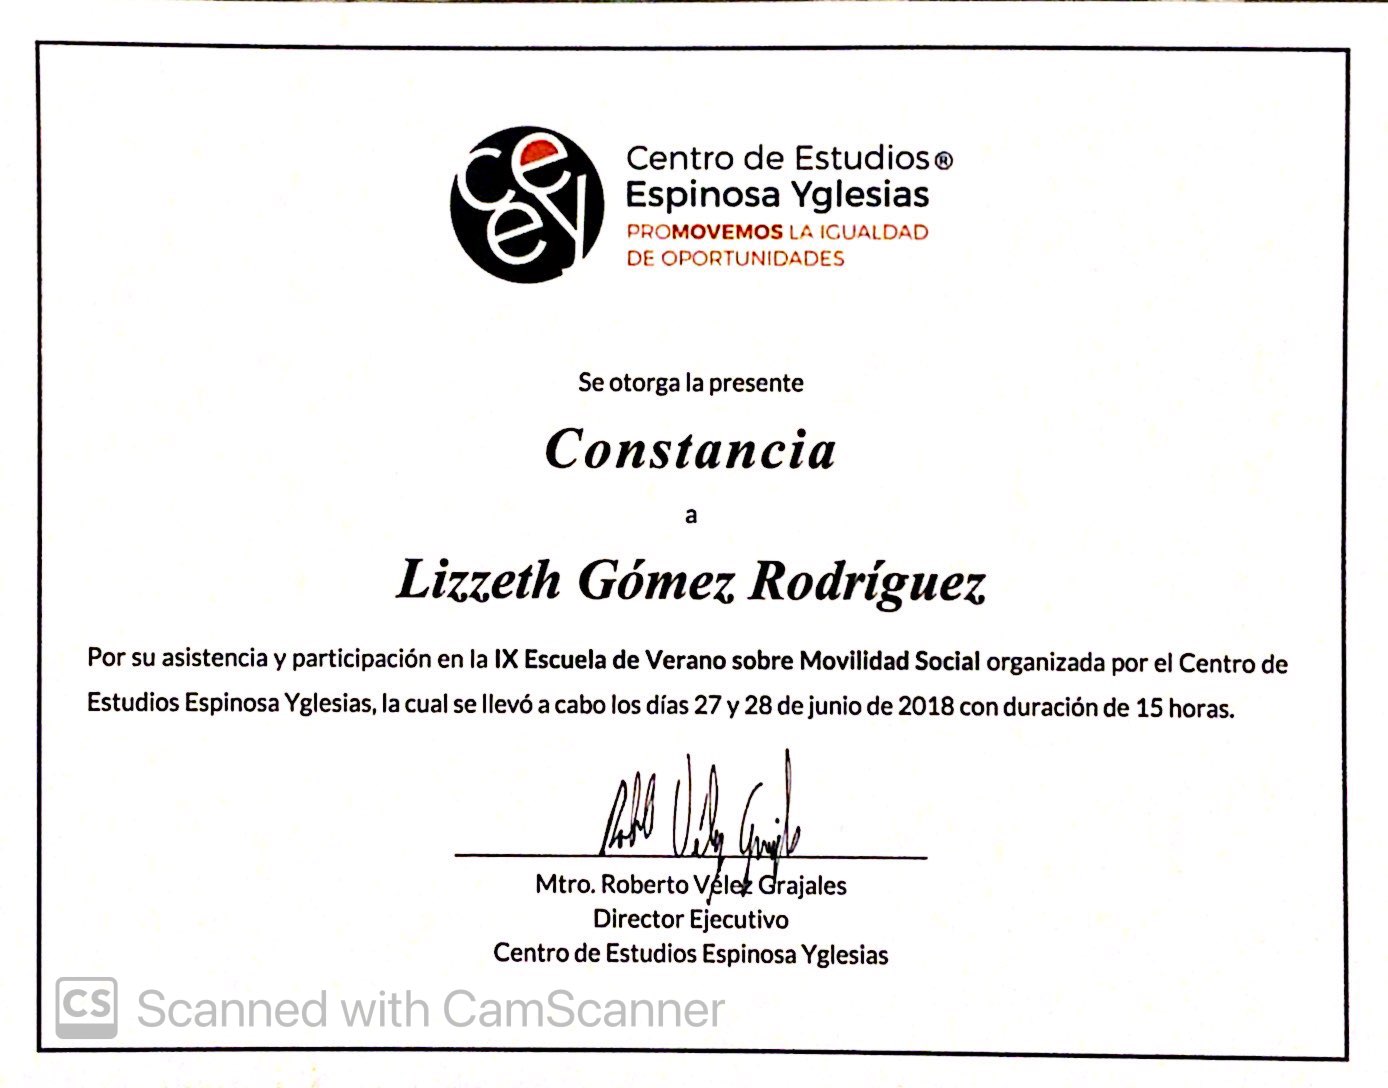 ceey
Centro de Estudios®
Espinosa Yglesias
PROMOVEMOS LA IGUALDAD
DE OPORTUNIDADES
Se otorga la presente
Constancia
a
Lizzeth Gómez Rodríguez
Por su asistencia y participación en la IX Escuela de Verano sobre Movilidad Social organizada por el Centro de
Estudios Espinosa Yglesias, la cual se llevó a cabo los días 27 y 28 de junio de 2018 con duración de 15 horas.
Mtro. Roberto Vélez Grajales
Director Ejecutivo
Centro de Estudios Espinosa Yglesias
CS Scanned with CamScanner